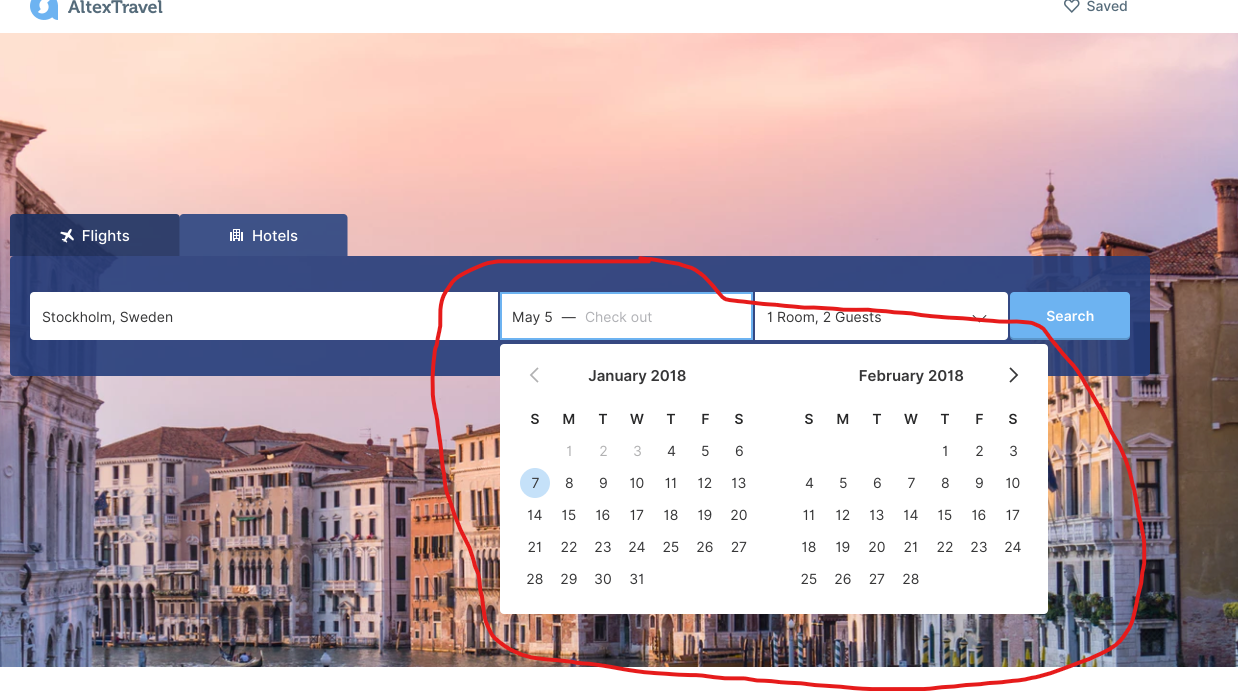 AltexTravel
Saved
Flights
Hotels
Stockholm, Sweden
May 5 — Check out
1 Room, 2 Guests
Search
January 2018
S M T W T F S
1 2 3 4 5 6
7 8 9 10 11 12 13
14 15 16 17 18 19 20
21 22 23 24 25 26 27
28 29 30 31
February 2018
S M T W T F S
1 2 3
4 5 6 7 8 9 10
11 12 13 14 15 16 17
18 19 20 21 22 23 24
25 26 27 28